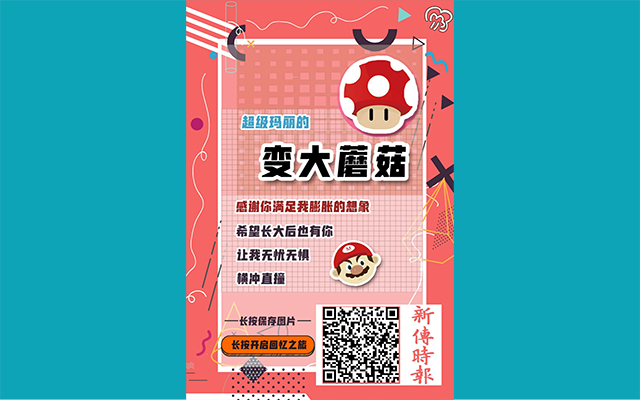 超级玛丽的
变大蘑菇
感谢你满足我膨胀的想象
希望长大后也有你
让我无忧无惧
横冲直撞
长按保存图片
长按开启回忆之旅
新傳時報